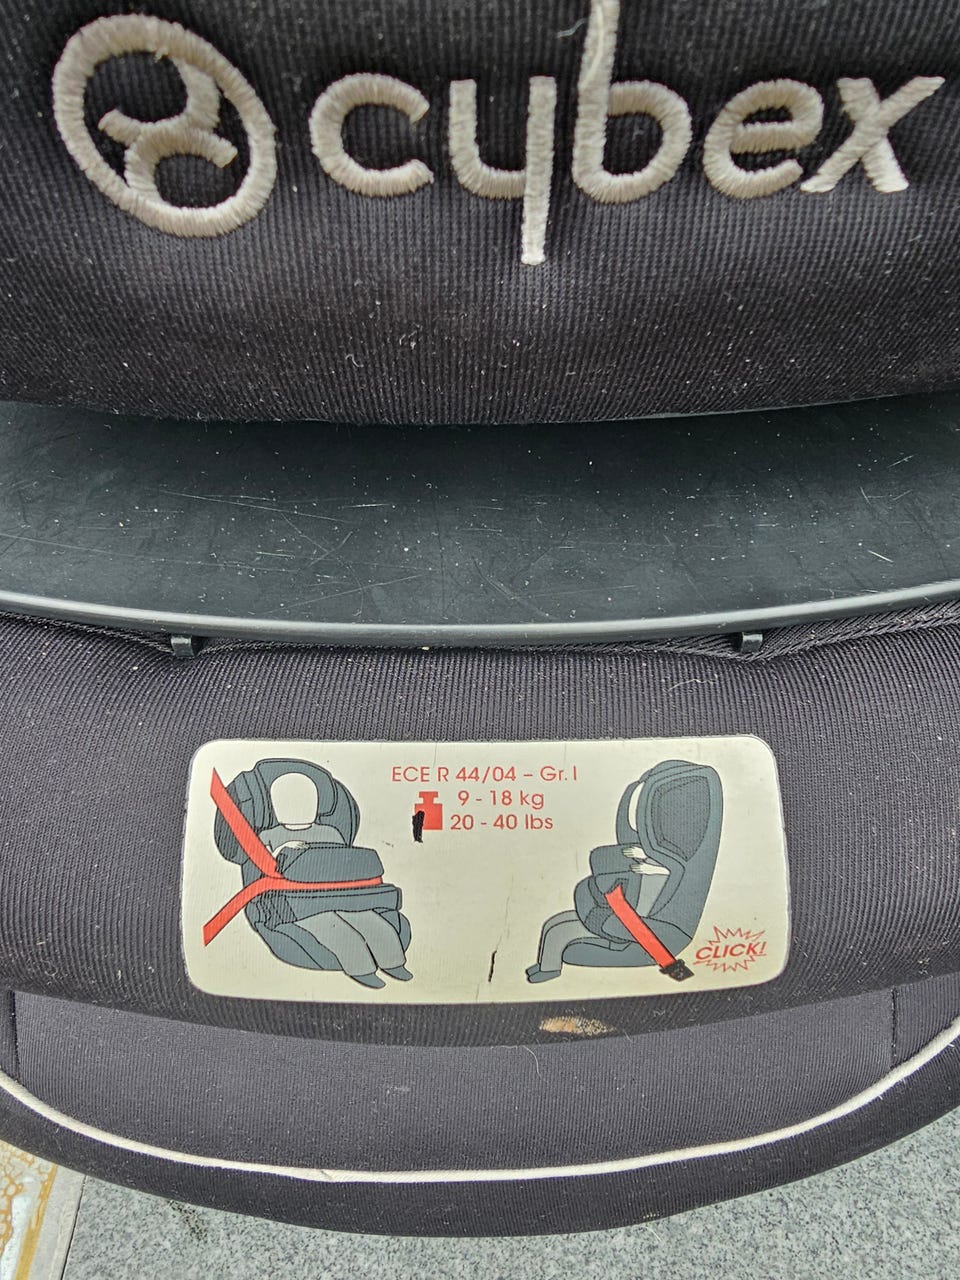 cybex
ECE R 44/04 – Gr. I
9 - 18 kg
20 - 40 lbs
CLICK!